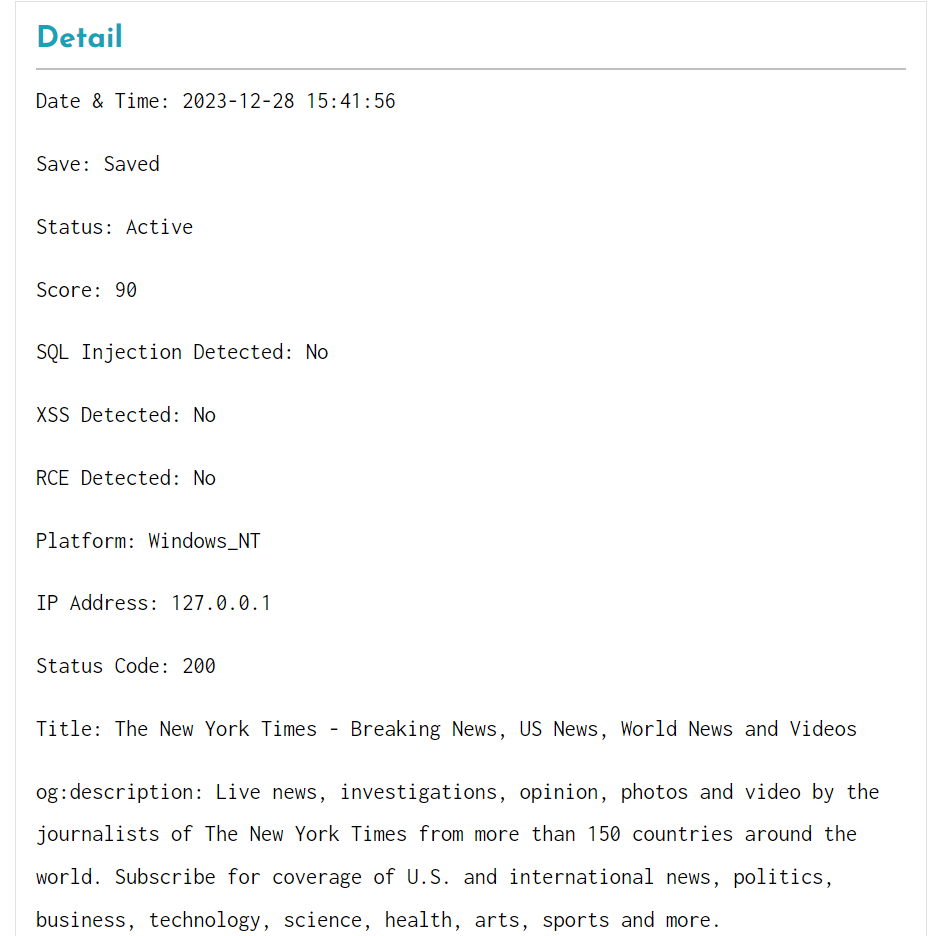 Detail
Date & Time: 2023-12-28 15:41:56
Save: Saved
Status: Active
Score: 90
SQL Injection Detected: No
XSS Detected: No
RCE Detected: No
Platform: Windows_NT
IP Address: 127.0.0.1
Status Code: 200
Title: The New York Times - Breaking News, US News, World News and Videos
og:description: Live news, investigations, opinion, photos and video by the
journalists of The New York Times from more than 150 countries around the
world. Subscribe for coverage of U.S. and international news, politics,
business, technology, science, health, arts, sports and more.